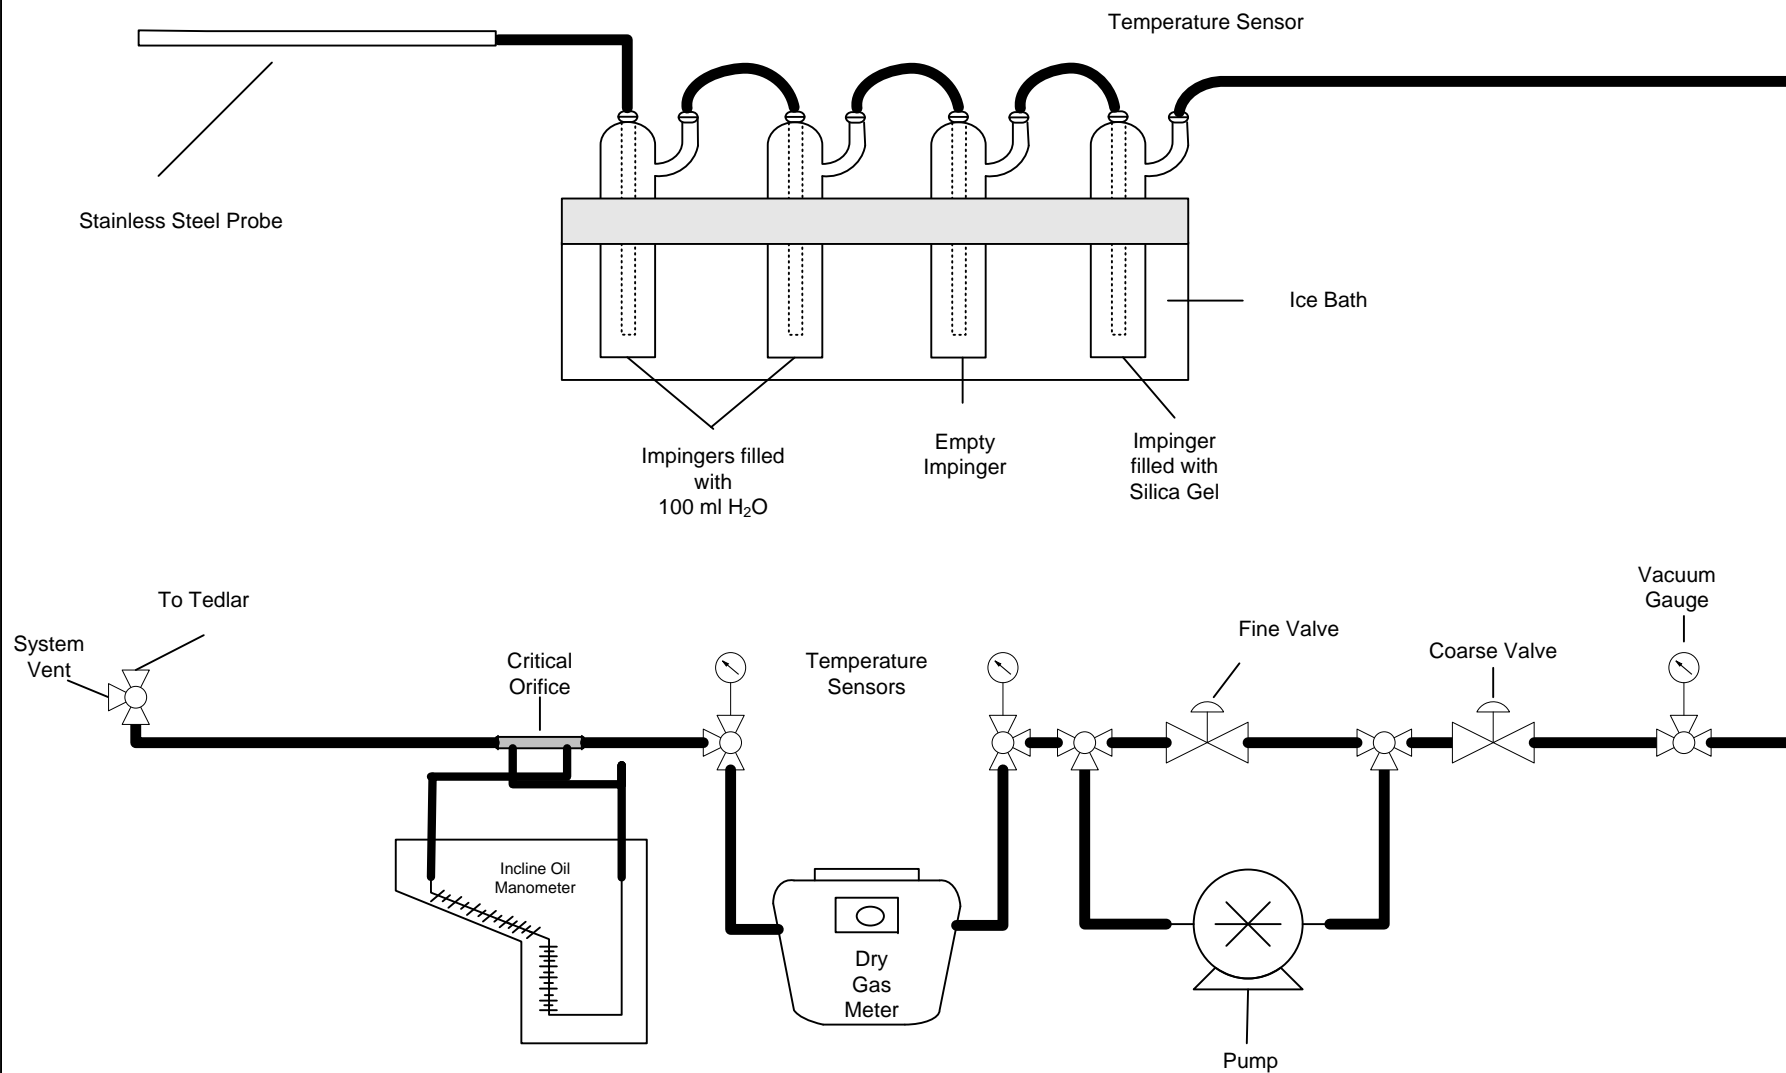 Temperature Sensor
Stainless Steel Probe
Ice Bath
Impingers filled
with
100 ml H₂O
Empty
Impinger
Impinger
filled with
Silica Gel
To Tedlar
System
Vent
Critical
Orifice
Temperature
Sensors
Fine Valve
Coarse Valve
Vacuum
Gauge
Incline Oil
Manometer
Dry
Gas
Meter
Pump